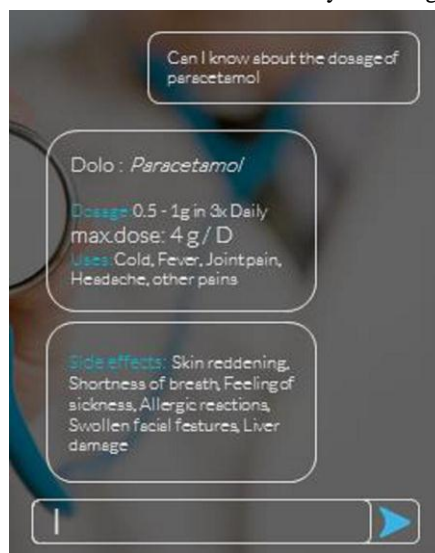 Can I know about the dosage of
paracetamol
Dolo : Paracetamol
Dosage:0.5 - 1g in 3x Daily
max.dose: 4 g / D
Uses: Cold, Fever, Joint pain,
Headache, other pains
Side effects: Skin reddening,
Shortness of breath, Feeling of
sickness, Allergic reactions,
Swollen facial features, Liver
damage